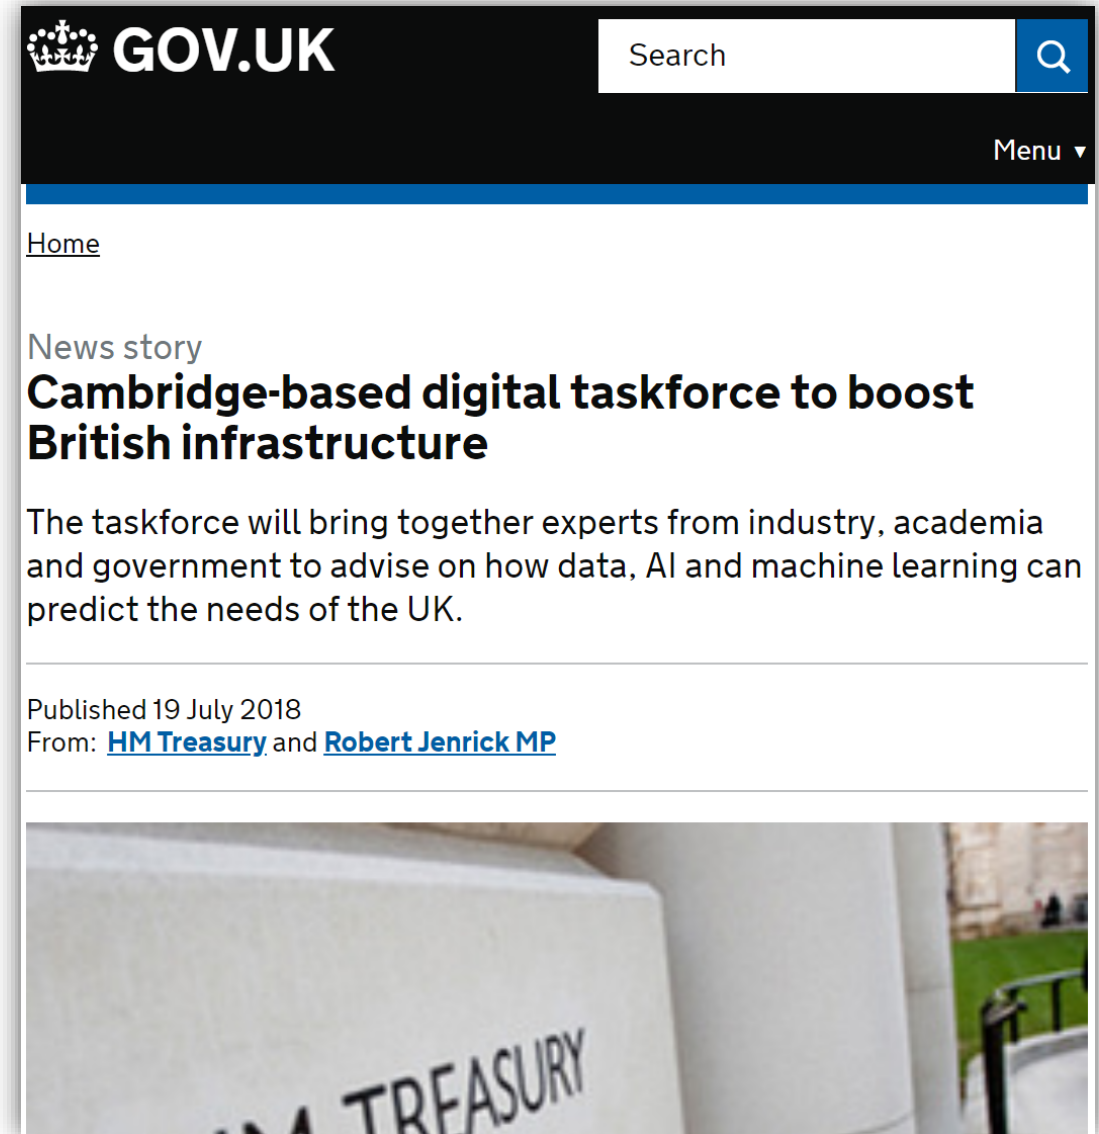 GOV.UK
Search
Menu ▼
Home
News story
Cambridge-based digital taskforce to boost
British infrastructure
The taskforce will bring together experts from industry, academia
and government to advise on how data, AI and machine learning can
predict the needs of the UK.
Published 19 July 2018
From: HM Treasury and Robert Jenrick MP
HM TREASURY